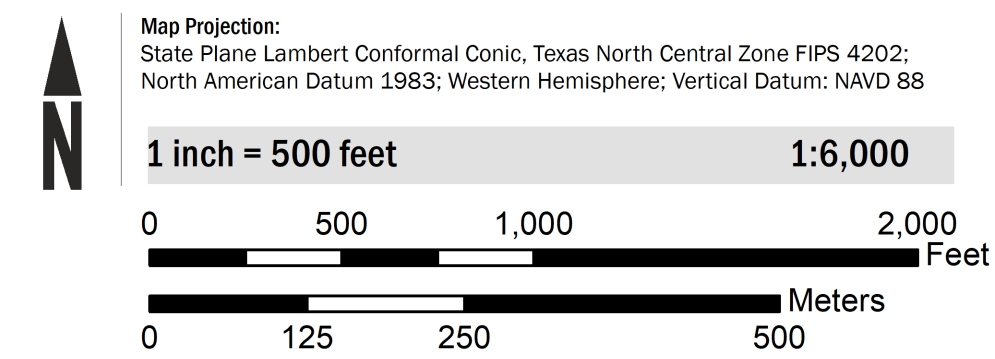 N
Map Projection:
State Plane Lambert Conformal Conic, Texas North Central Zone FIPS 4202;
North American Datum 1983; Western Hemisphere; Vertical Datum: NAVD 88
1 inch = 500 feet 1:6,000
0 500 1,000 2,000
Feet
Meters
0 125 250 500